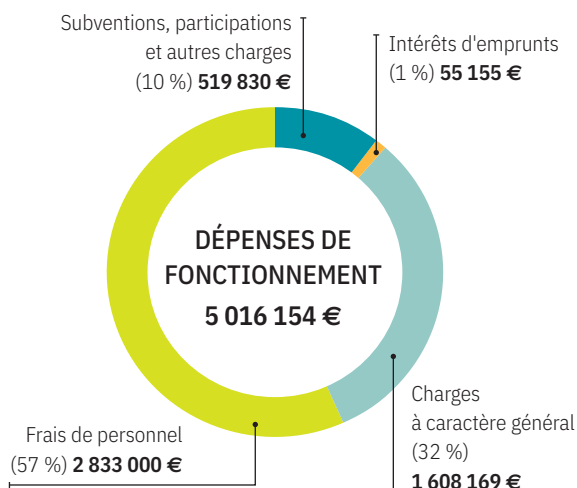 Subventions, participations
et autres charges
(10 %) 519 830 €
Intérêts d'emprunts
(1 %) 55 155 €
DÉPENSES DE
FONCTIONNEMENT
5 016 154 €
Frais de personnel
(57 %) 2 833 000 €
Charges
à caractère général
(32 %)
1 608 169 €